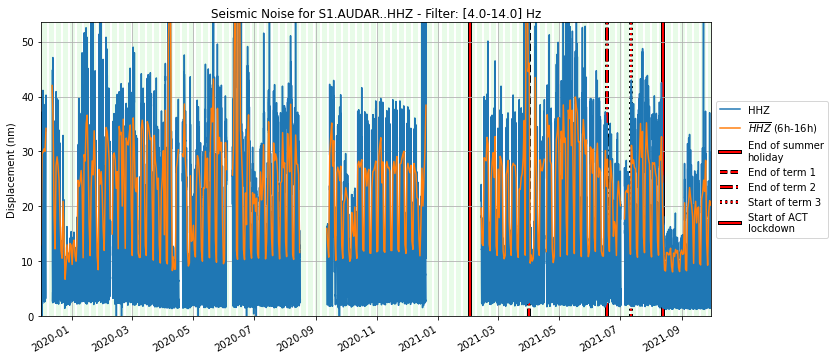 Seismic Noise for S1.AUDAR..HHZ - Filter: [4.0-14.0] Hz
Displacement (nm)
50
40
30
20
10
0
2020-01
2020-03
2020-05
2020-07
2020-09
2020-11
2021-01
2021-03
2021-05
2021-07
2021-09
HHZ
HHZ (6h-16h)
End of summer
holiday
End of term 1
End of term 2
Start of term 3
Start of ACT
lockdown